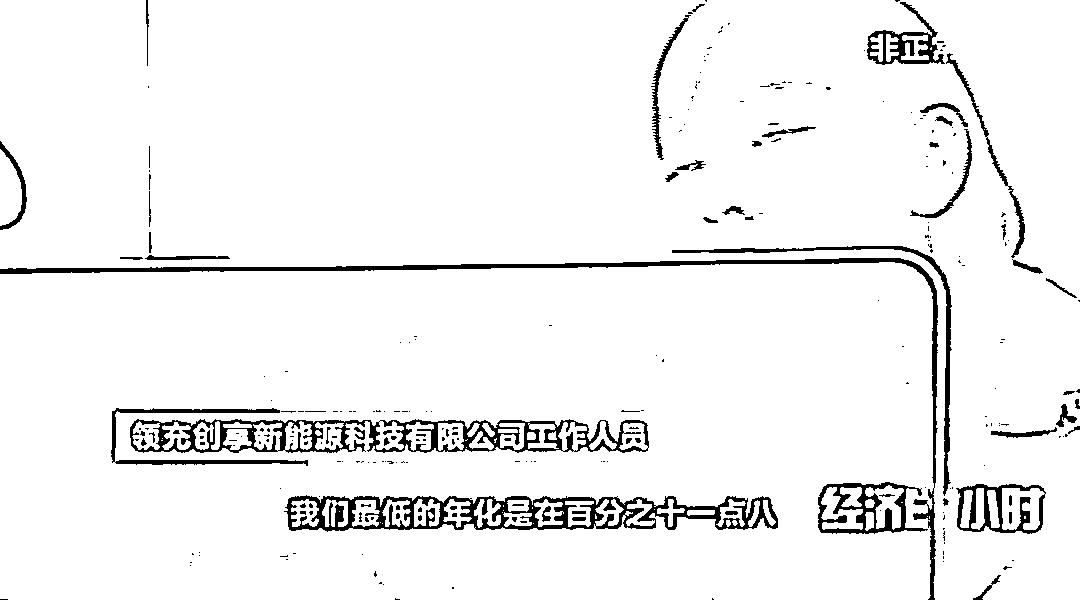 非正常
领充创享新能源科技有限公司工作人员
我们最低的年化是在百分之十一点八
经济半小时